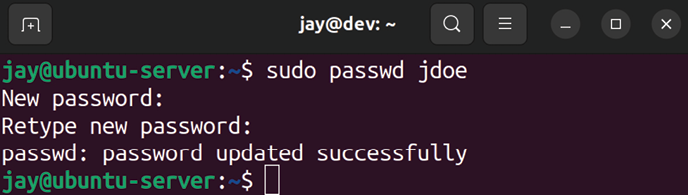 jay@dev: ~
jay@ubuntu-server:~$ sudo passwd jdoe
New password:
Retype new password:
passwd: password updated successfully
jay@ubuntu-server:~$